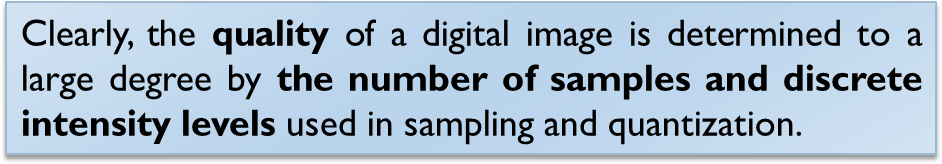 Clearly, the quality of a digital image is determined to a
large degree by the number of samples and discrete
intensity levels used in sampling and quantization.